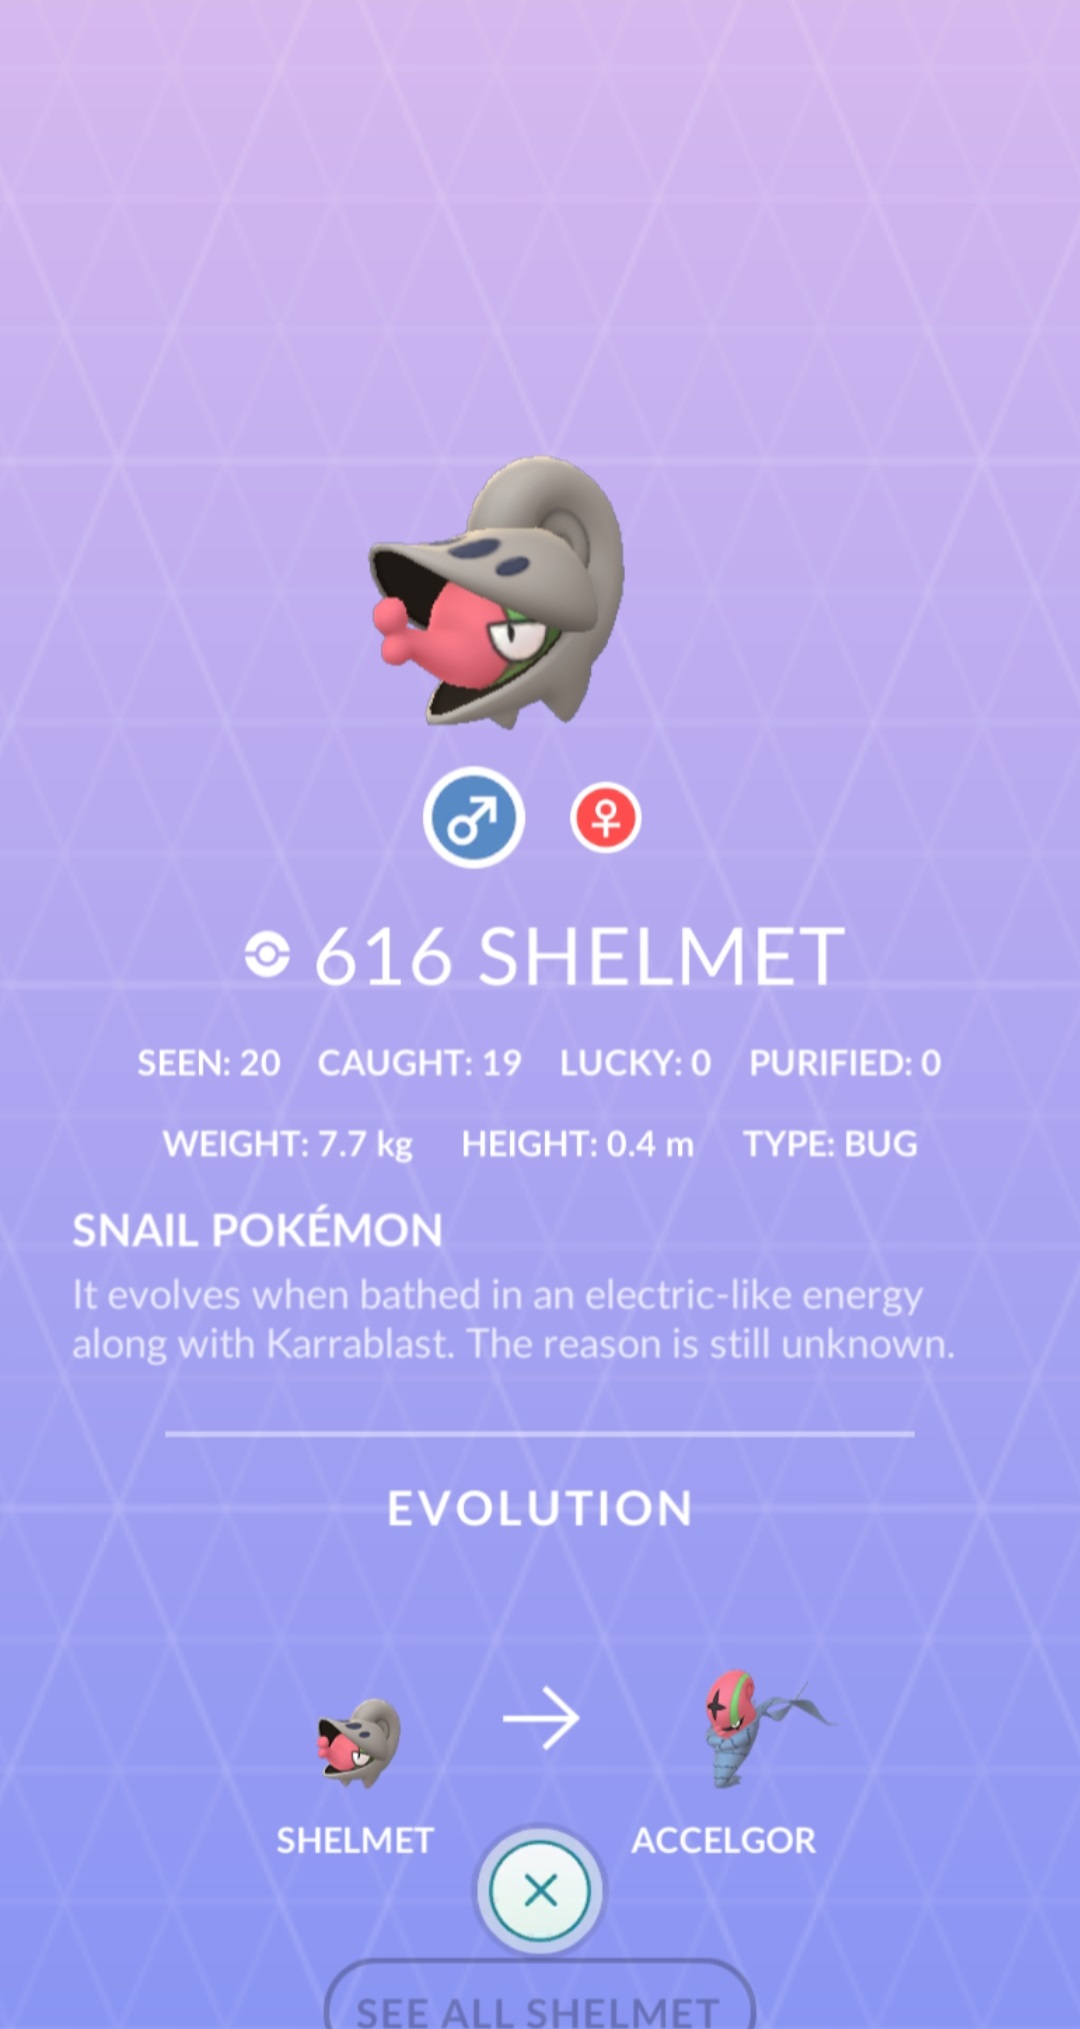 616 SHELMET
SEEN: 20 CAUGHT: 19 LUCKY: 0 PURIFIED: 0
WEIGHT: 7.7 kg HEIGHT: 0.4 m TYPE: BUG
SNAIL POKÉMON
It evolves when bathed in an electric-like energy
along with Karrablast. The reason is still unknown.
EVOLUTION
SHELMET ACCELGOR
SEE ALL SHELMET